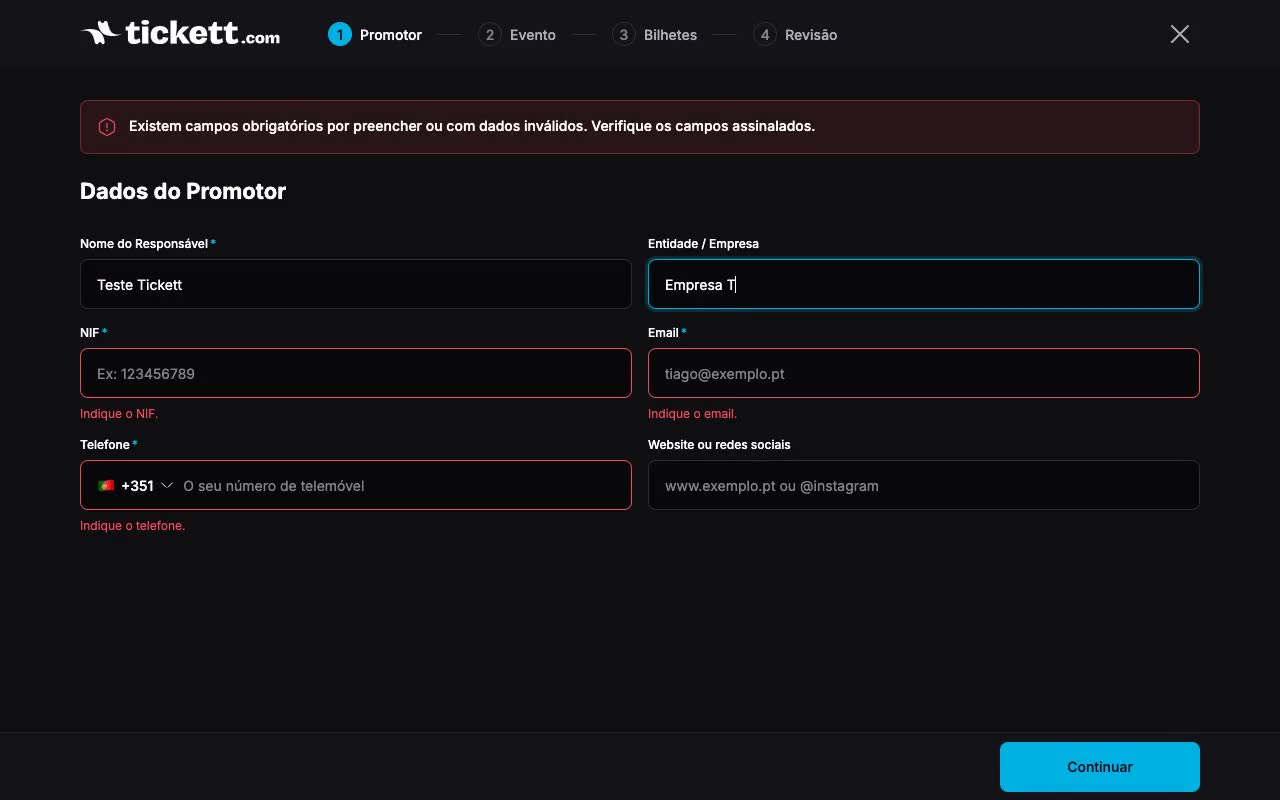 tickett.com
1 Promotor
2 Evento
3 Bilhetes
4 Revisão
Existem campos obrigatórios por preencher ou com dados inválidos. Verifique os campos assinalados.
Dados do Promotor
Nome do Responsável *
Entidade / Empresa
Teste Tickett
Empresa T
NIF *
Email *
Ex: 123456789
tiago@exemplo.pt
Indique o NIF.
Indique o email.
Telefone *
Website ou redes sociais
+351 O seu número de telemóvel
www.exemplo.pt ou @instagram
Indique o telefone.
Continuar